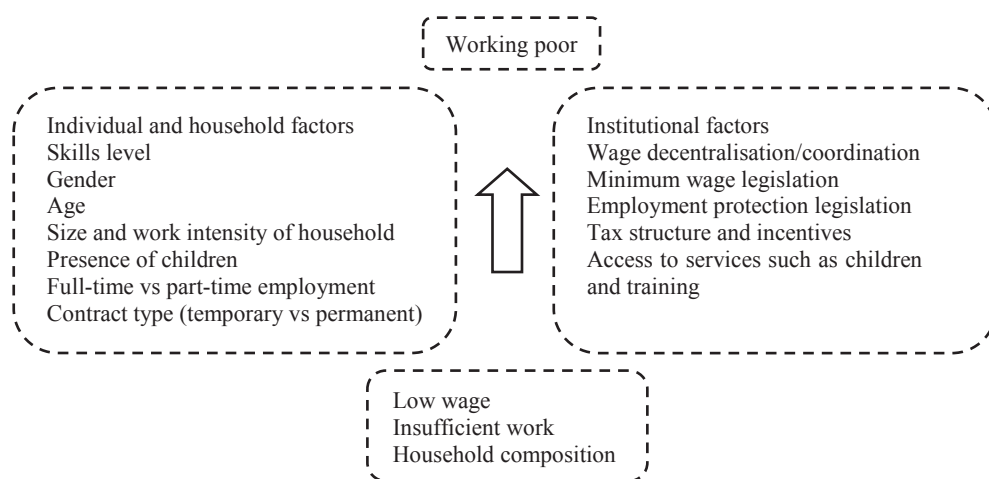 Working poor
Individual and household factors
Skills level
Gender
Age
Size and work intensity of household
Presence of children
Full-time vs part-time employment
Contract type (temporary vs permanent)
Institutional factors
Wage decentralisation/coordination
Minimum wage legislation
Employment protection legislation
Tax structure and incentives
Access to services such as children
and training
Low wage
Insufficient work
Household composition